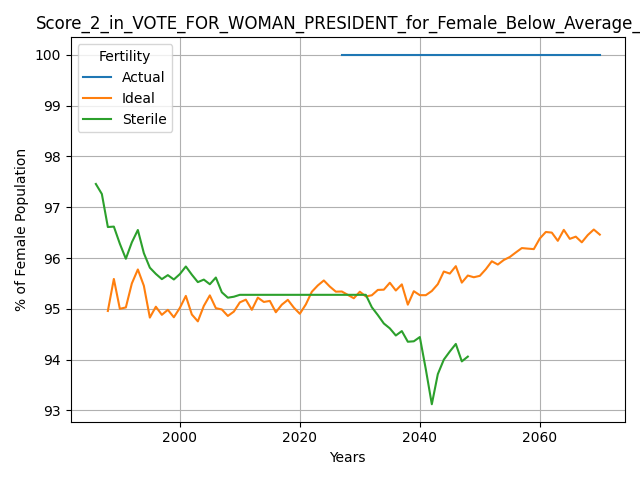 Score_2_in_VOTE_FOR_WOMAN_PRESIDENT_for_Female_Below_Average_
Fertility
Actual
Ideal
Sterile
% of Female Population
100
99
98
97
96
95
94
93
2000
2020
2040
2060
Years